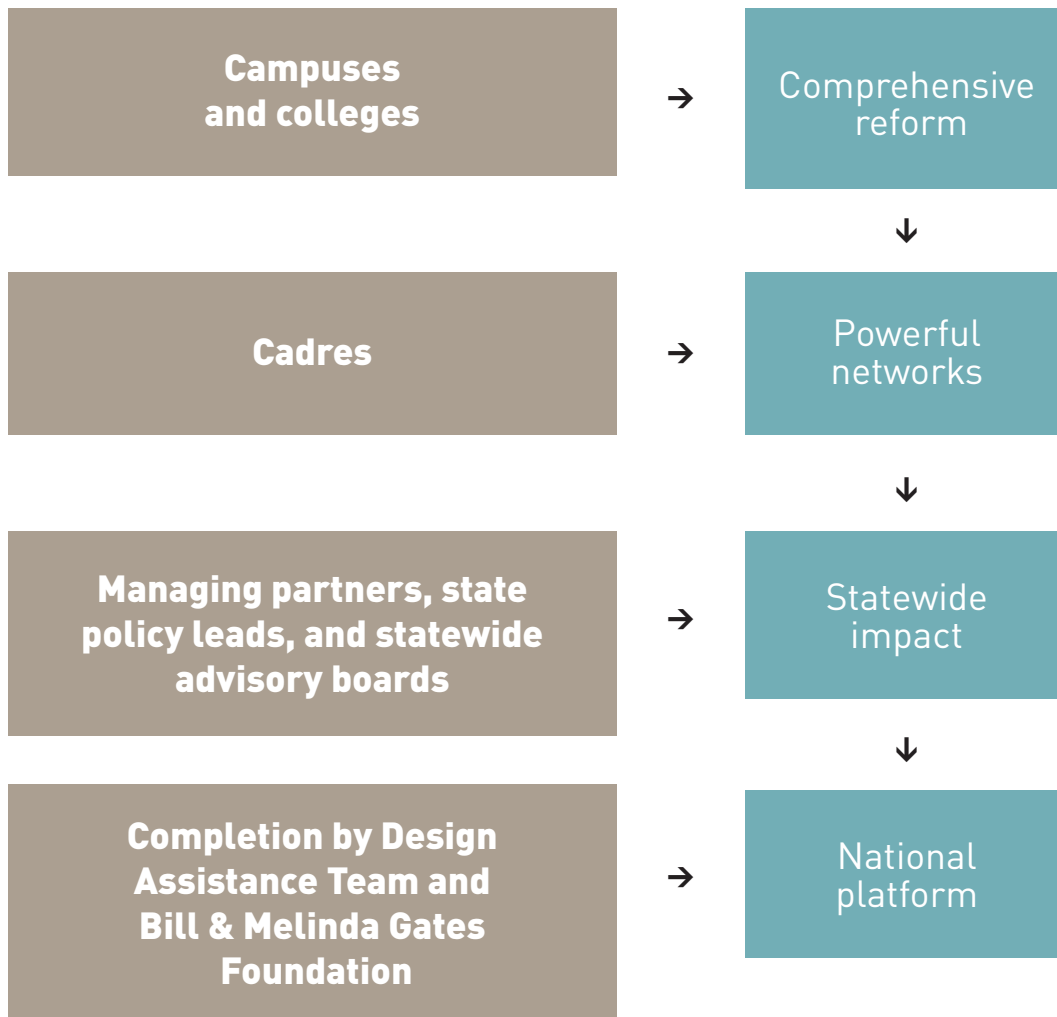 Campuses
and colleges
→
Comprehensive
reform
↓
Cadres
→
Powerful
networks
↓
Managing partners, state
policy leads, and statewide
advisory boards
→
Statewide
impact
↓
Completion by Design
Assistance Team and
Bill & Melinda Gates
Foundation
→
National
platform